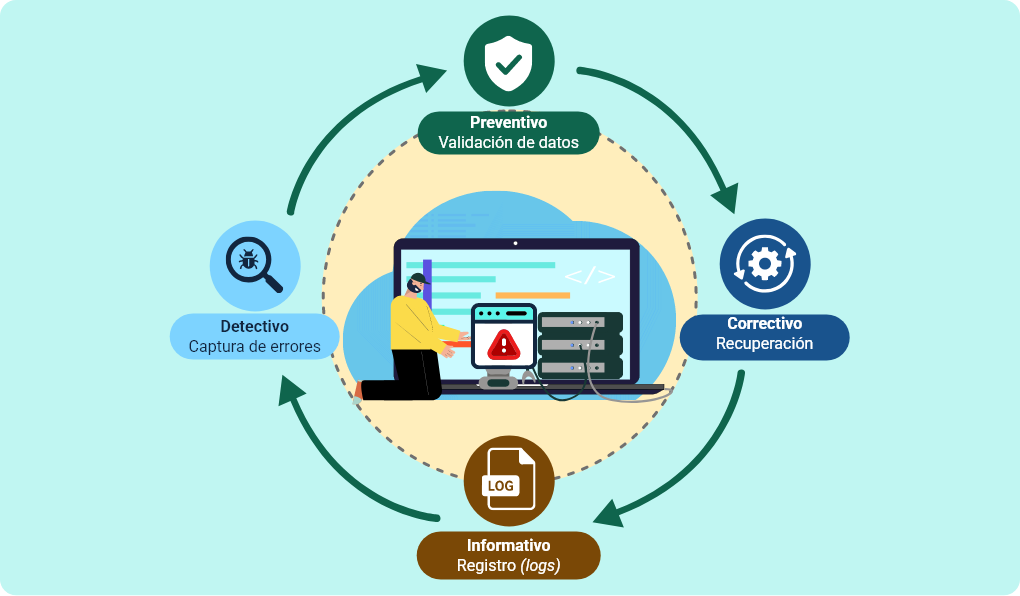 Preventivo
Validación de datos
Correctivo
Recuperación
Detectivo
Captura de errores
</>
LOG
Informativo
Registro (logs)